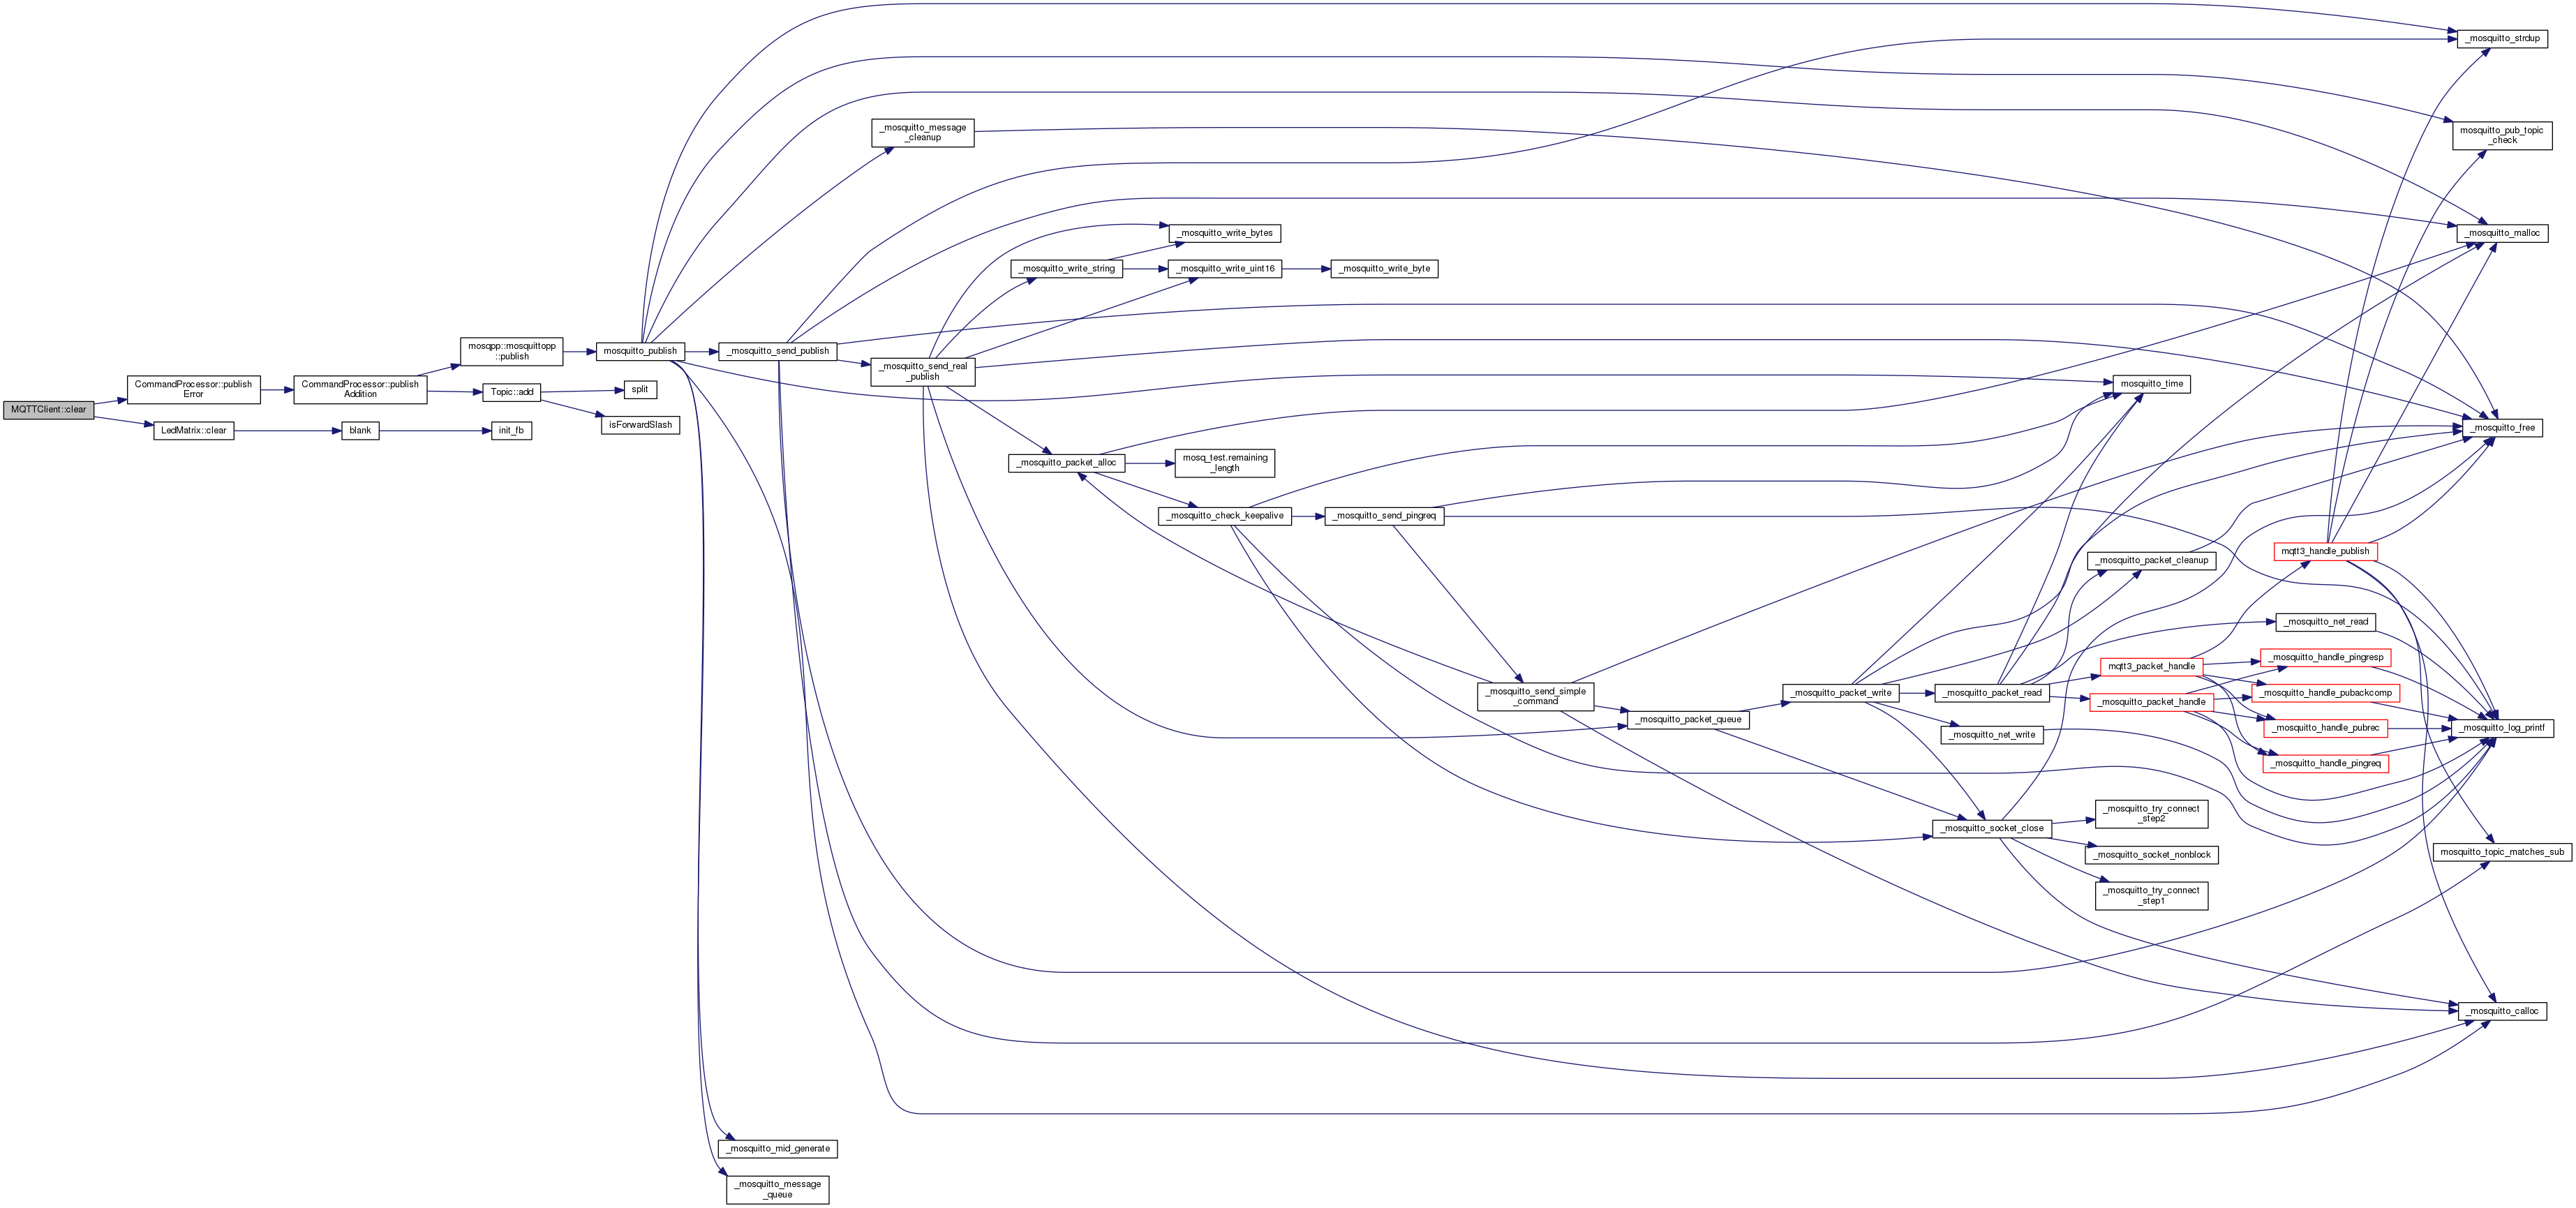 MQTTClient::clear
CommandProcessor::publish
Error
LedMatrix::clear
CommandProcessor::publish
Addition
blank
mosqpp::mosquittopp
::publish
Topic::add
init_fb
mosquitto_publish
split
isForwardSlash
_mosquitto_send_publish
_mosquitto_mid_generate
_mosquitto_message
_queue
_mosquitto_message
_cleanup
_mosquitto_send_real
_publish
_mosquitto_write_string
_mosquitto_packet_alloc
_mosquitto_write_bytes
_mosquitto_write_uint16
mosq_test.remaining
_length
_mosquitto_check_keepalive
_mosquitto_write_byte
_mosquitto_send_pingreq
_mosquitto_send_simple
_command
_mosquitto_packet_queue
_mosquitto_packet_write
_mosquitto_packet_read
_mosquitto_net_write
_mosquitto_socket_close
mosquitto_time
_mosquitto_packet_cleanup
mqtt3_packet_handle
_mosquitto_packet_handle
_mosquitto_try_connect
_step2
_mosquitto_socket_nonblock
_mosquitto_try_connect
_step1
mqtt3_handle_publish
_mosquitto_net_read
_mosquitto_handle_pingresp
_mosquitto_handle_pubackcomp
_mosquitto_handle_pubrec
_mosquitto_handle_pingreq
_mosquitto_strdup
mosquitto_pub_topic
_check
_mosquitto_malloc
_mosquitto_free
_mosquitto_log_printf
mosquitto_topic_matches_sub
_mosquitto_calloc